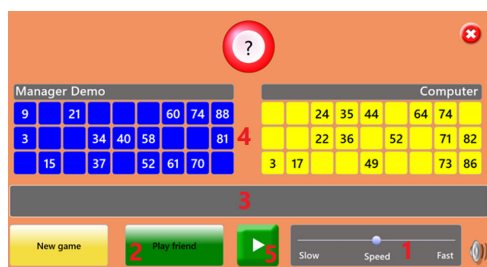 ?
Manager Demo Computer
9 21 60 74 88 24 35 44 64 74
3 34 40 58 81 4 22 36 52 71 82
15 37 52 61 70 3 17 49 73 86
3
New game 2 Play friend 5 Slow Speed 1 Fast